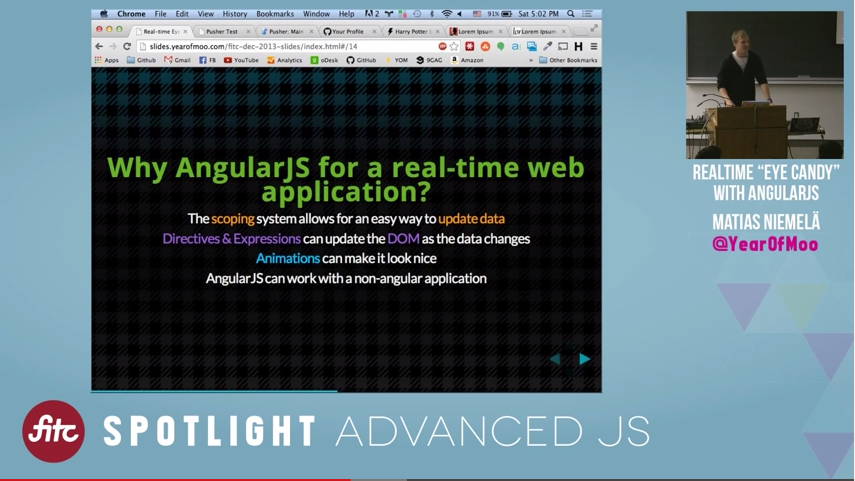 Chrome File Edit View History Bookmarks Window Help
2
91%
Sat 5:02 PM
Real-time Ey
Pusher Test
Pusher: Main
Your Profile
Harry Potter
Lorem Ipsum
Lorem Ipsum
slides.yearofmoo.com/fitc-dec-2013-slides/index.html#/14
Apps Github Gmail FB YouTube Analytics oDesk GitHub YOM 9GAG Amazon
» Other Bookmarks
Why AngularJS for a real-time web
application?
The scoping system allows for an easy way to update data
Directives & Expressions can update the DOM as the data changes
Animations can make it look nice
AngularJS can work with a non-angular application
REALTIME “EYE CANDY”
WITH ANGULARJS
MATIAS NIEMELÄ
@YearOfMoo
fitc SPOTLIGHT ADVANCED JS